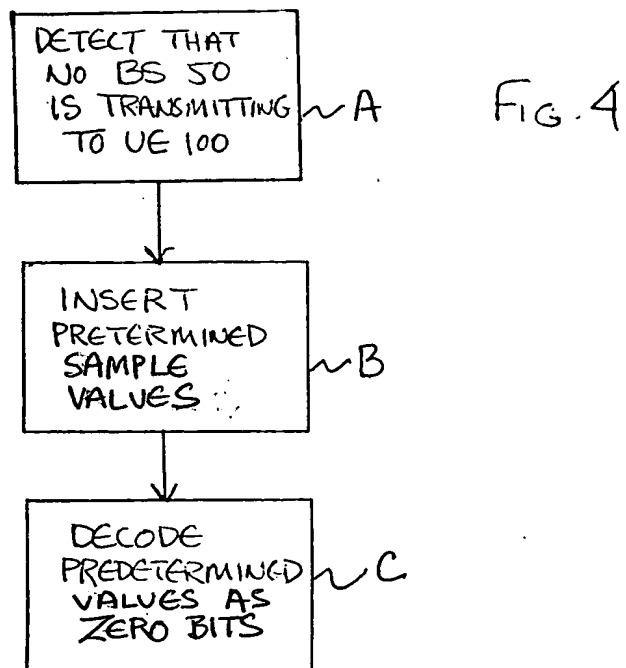 DETECT THAT
NO BS 50
IS TRANSMITTING
TO UE 100
A
FIG. 4
INSERT
PRETERMINED
SAMPLE
VALUES
B
DECODE
PREDETERMINED
VALUES AS
ZERO BITS
C